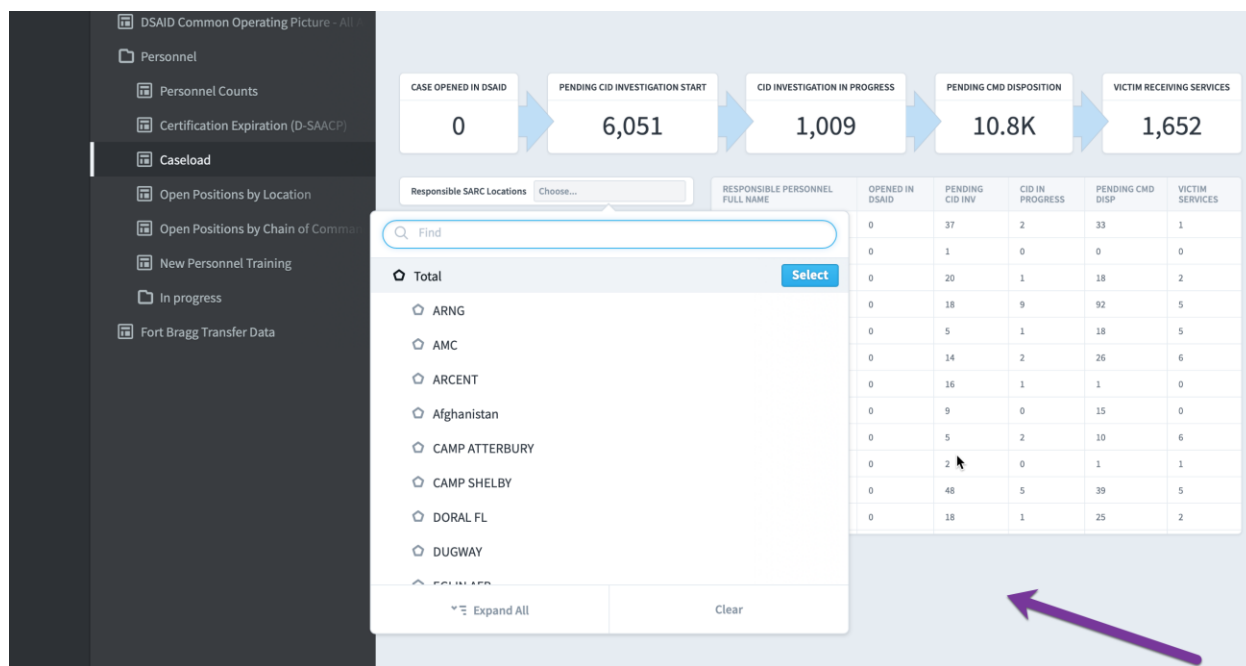 DSAID Common Operating Picture - All
Personnel
Personnel Counts
Certification Expiration (D-SAACP)
Caseload
Open Positions by Location
Open Positions by Chain of Comman
New Personnel Training
In progress
Fort Bragg Transfer Data
CASE OPENED IN DSAID
0
PENDING CID INVESTIGATION START
6,051
CID INVESTIGATION IN PROGRESS
1,009
PENDING CMD DISPOSITION
10.8K
VICTIM RECEIVING SERVICES
1,652
Responsible SARC Locations Choose...
Find
Total Select
ARNG
AMC
ARCENT
Afghanistan
CAMP ATTERBURY
CAMP SHELBY
DORAL FL
DUGWAY
EGLIN AFB
Expand All Clear
RESPONSIBLE PERSONNEL
FULL NAME
OPENED IN
DSAID
PENDING
CID INV
CID IN
PROGRESS
PENDING CMD
DISP
VICTIM
SERVICES
0 37 2 33 1
0 1 0 0 0
0 20 1 18 2
0 18 9 92 5
0 5 1 18 5
0 14 2 26 6
0 16 1 1 0
0 9 0 15 0
0 5 2 10 6
0 2 0 1 1
0 48 5 39 5
0 18 1 25 2